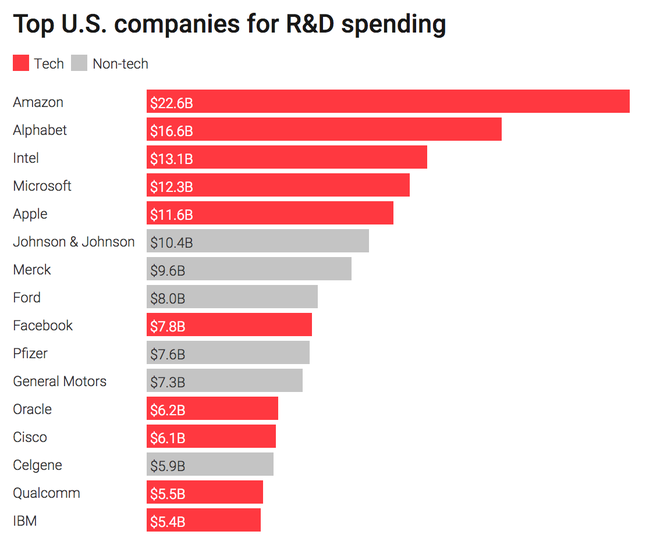 Top U.S. companies for R&D spending
Tech Non-tech
Amazon $22.6B
Alphabet $16.6B
Intel $13.1B
Microsoft $12.3B
Apple $11.6B
Johnson & Johnson $10.4B
Merck $9.6B
Ford $8.0B
Facebook $7.8B
Pfizer $7.6B
General Motors $7.3B
Oracle $6.2B
Cisco $6.1B
Celgene $5.9B
Qualcomm $5.5B
IBM $5.4B